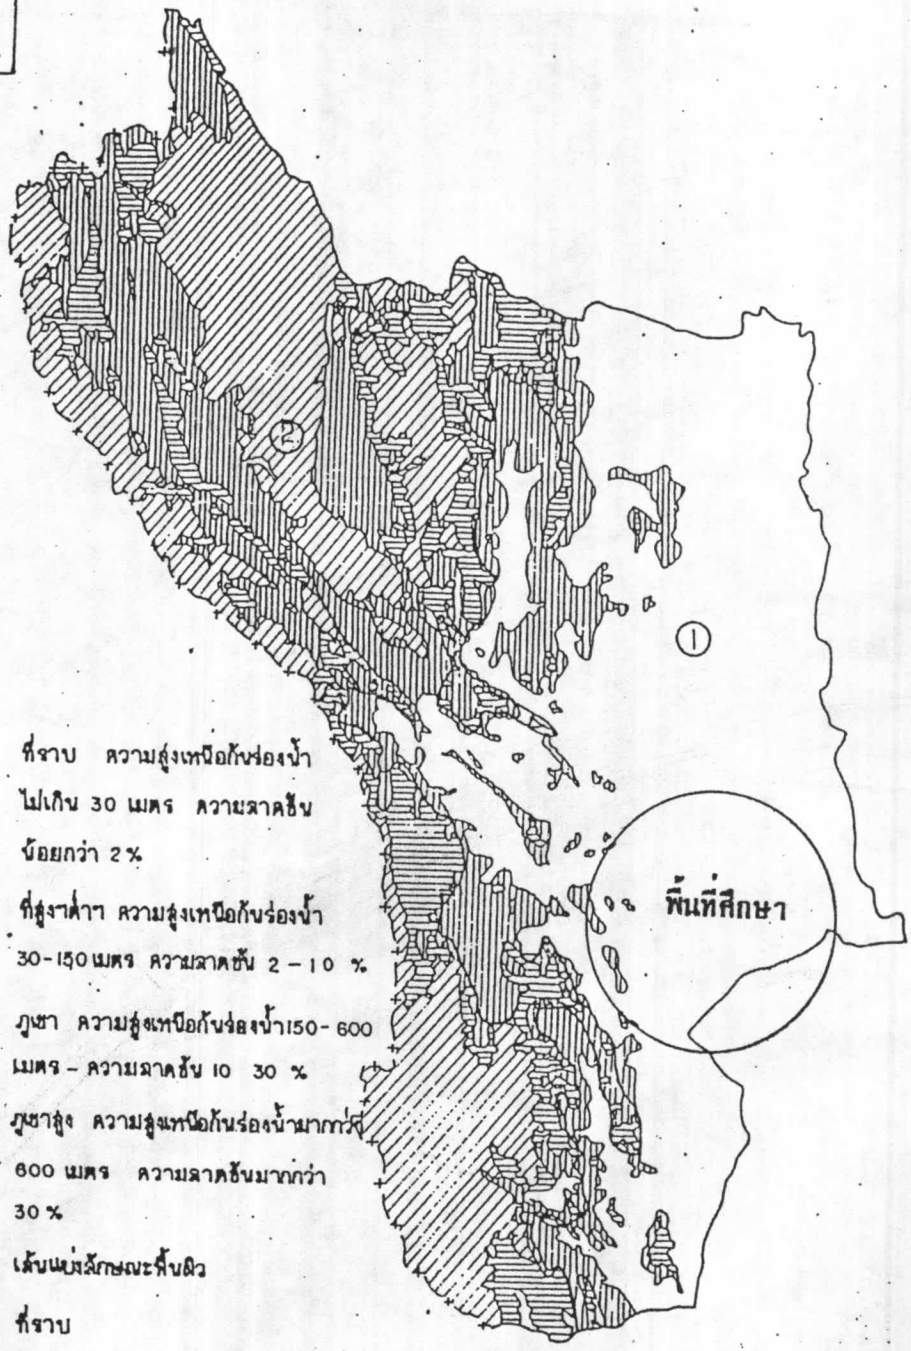 ๒
๑
ที่ราบ ความสูงเหนือก้นร่องน้ำ
ไม่เกิน 30 เมตร ความลาดชัน
น้อยกว่า 2 %
ที่สูงๆต่ำๆ ความสูงเหนือก้นร่องน้ำ
30-150 เมตร ความลาดชัน 2 - 10 %
ภูเขา ความสูงเหนือก้นร่องน้ำ 150 - 600
เมตร - ความลาดชัน 10 30 %
ภูเขาสูง ความสูงเหนือก้นร่องน้ำมากกว่า
600 เมตร ความลาดชันมากกว่า
30 %
เส้นแบ่งลักษณะพื้นผิว
ที่ราบ
พื้นที่ศึกษา